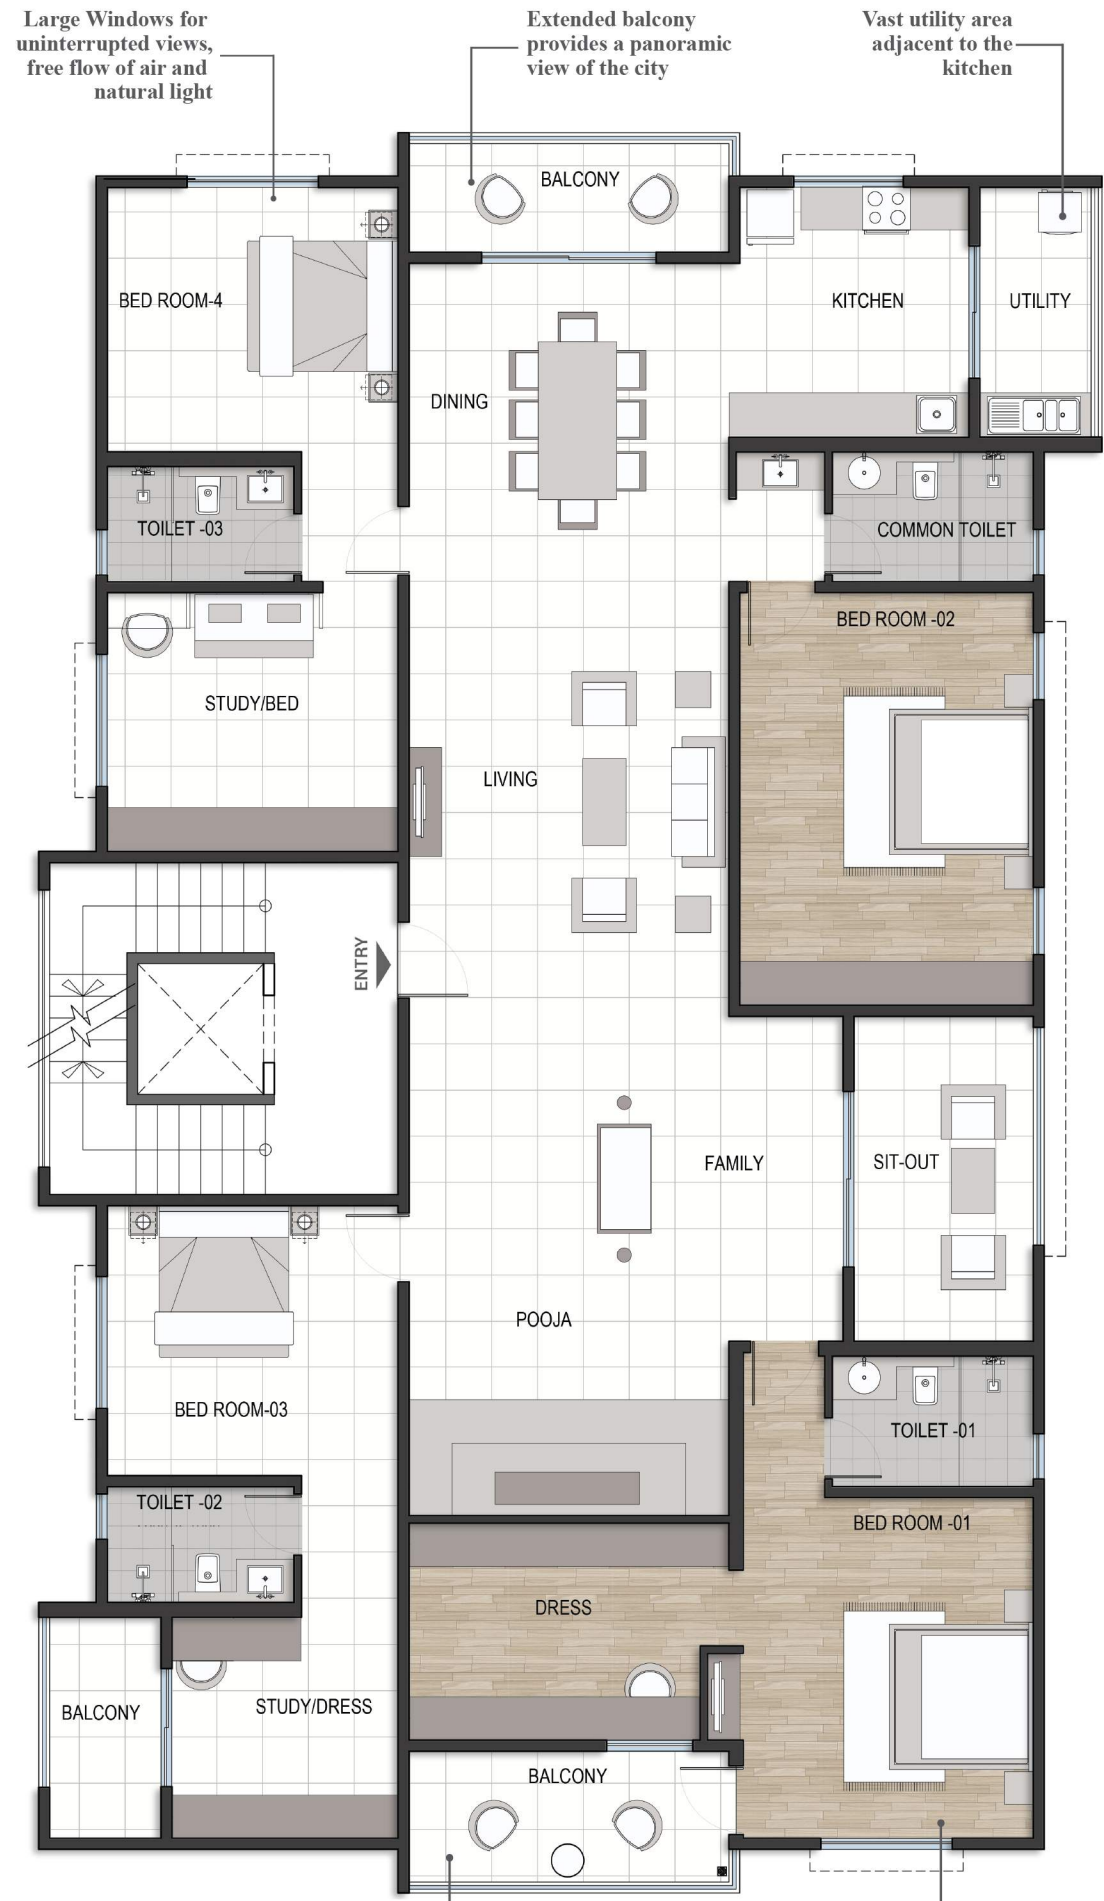 Large Windows for
uninterrupted views,
free flow of air and
natural light
Extended balcony
provides a panoramic
view of the city
Vast utility area
adjacent to the
kitchen
BALCONY
BED ROOM-4
KITCHEN
UTILITY
DINING
TOILET -03
COMMON TOILET
BED ROOM -02
STUDY/BED
LIVING
ENTRY
FAMILY
SIT-OUT
POOJA
BED ROOM-03
TOILET -01
TOILET -02
BED ROOM -01
DRESS
STUDY/DRESS
BALCONY
BALCONY